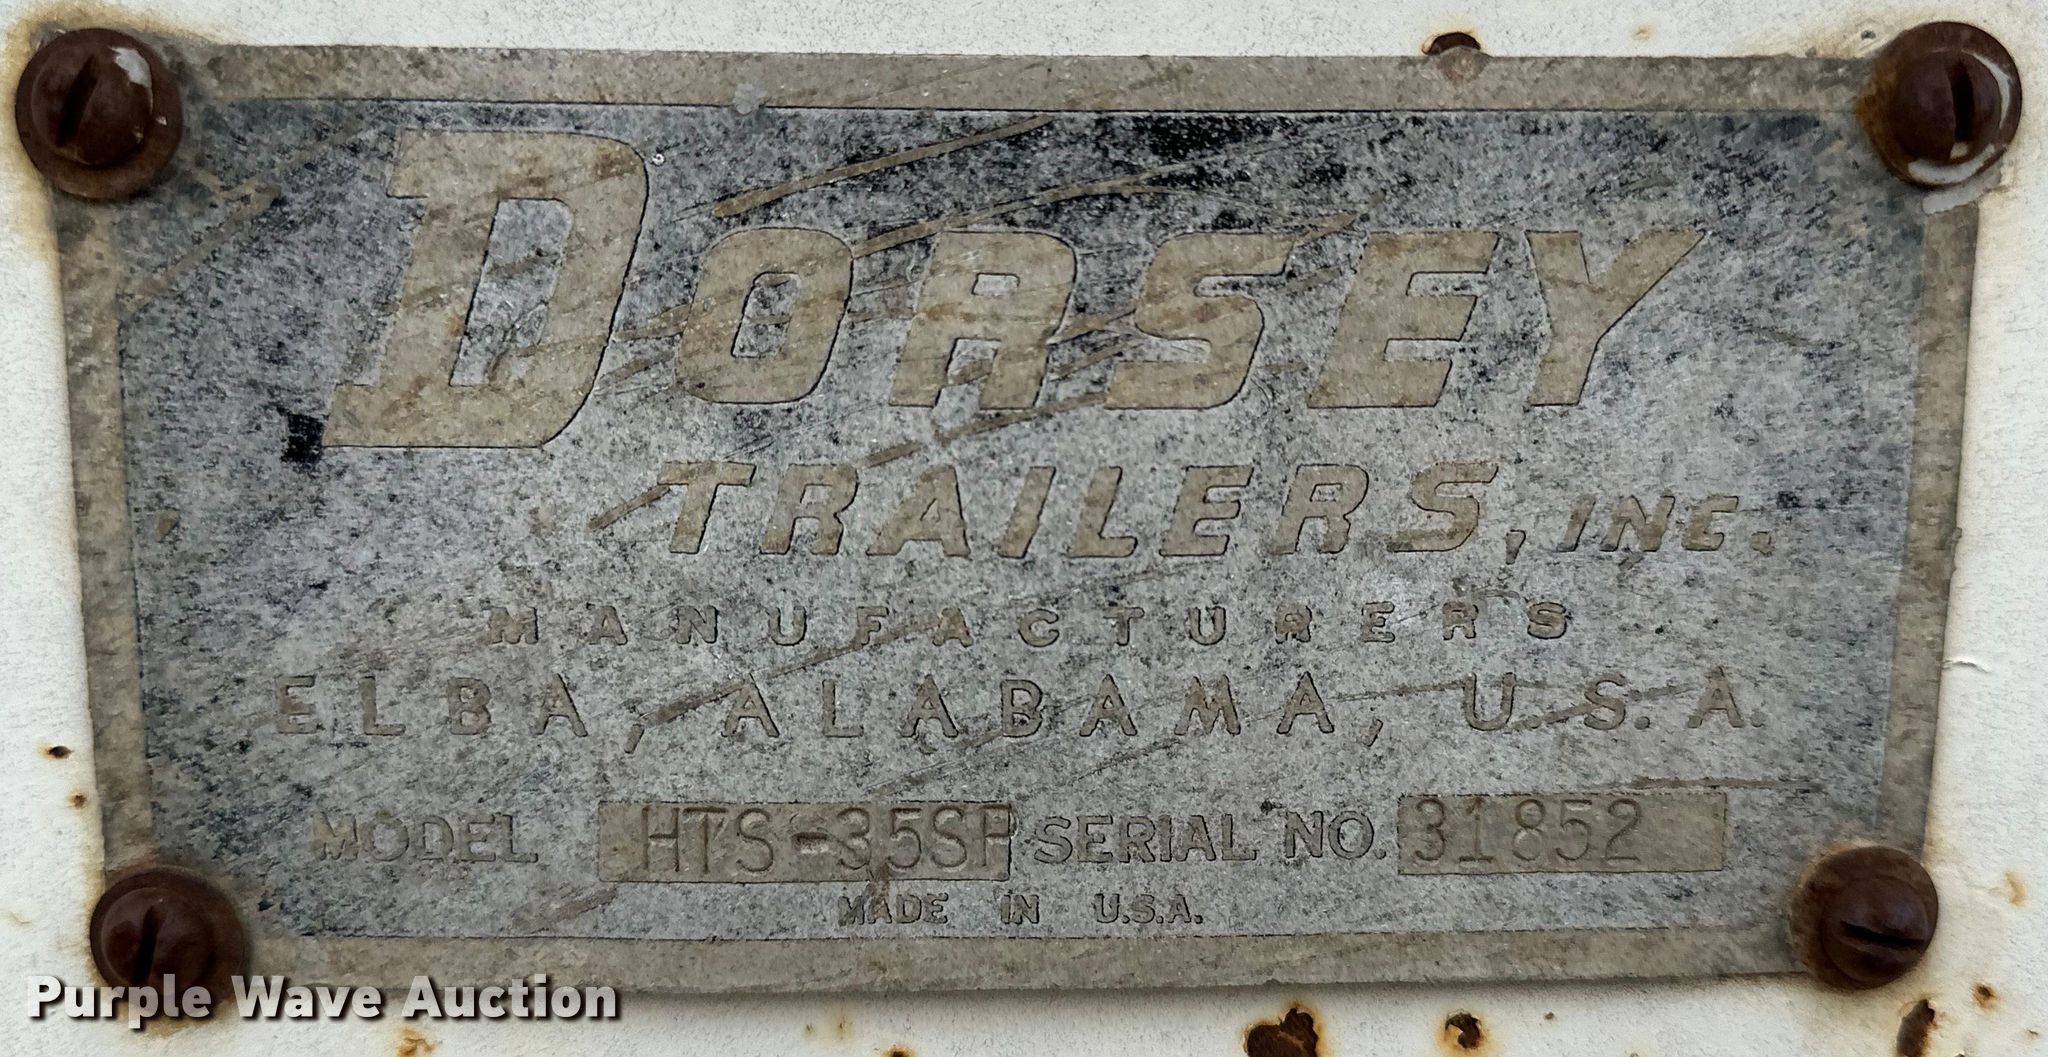 DORSEY
TRAILERS, INC.
MANUFACTURERS
ELBA, ALABAMA, U.S.A.
MODEL HTS-35SP SERIAL NO. 31852
MADE IN U.S.A.
Purple Wave Auction